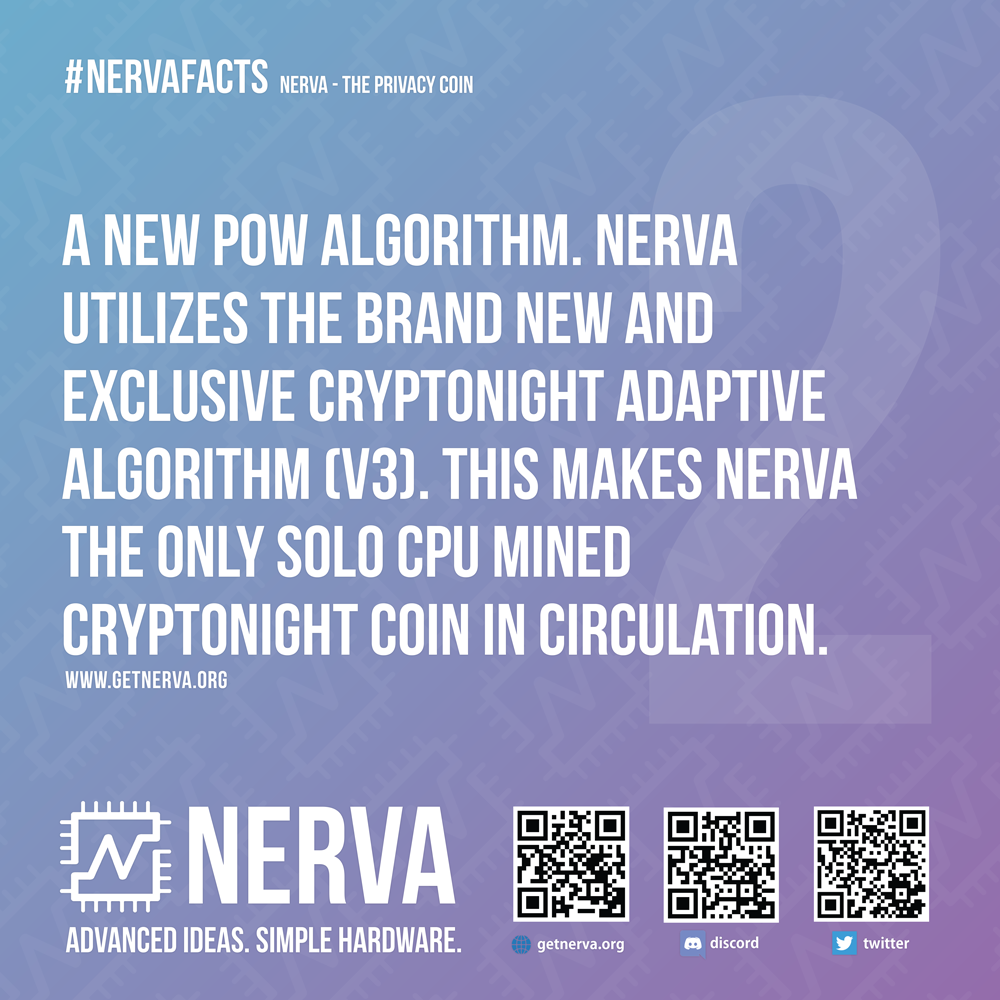 #NERVAFACTS NERVA - THE PRIVACY COIN
2
A NEW POW ALGORITHM. NERVA
UTILIZES THE BRAND NEW AND
EXCLUSIVE CRYPTONIGHT ADAPTIVE
ALGORITHM (V3). THIS MAKES NERVA
THE ONLY SOLO CPU MINED
CRYPTONIGHT COIN IN CIRCULATION.
WWW.GETNERVA.ORG
NERVA
ADVANCED IDEAS. SIMPLE HARDWARE.
getnerva.org
discord
twitter